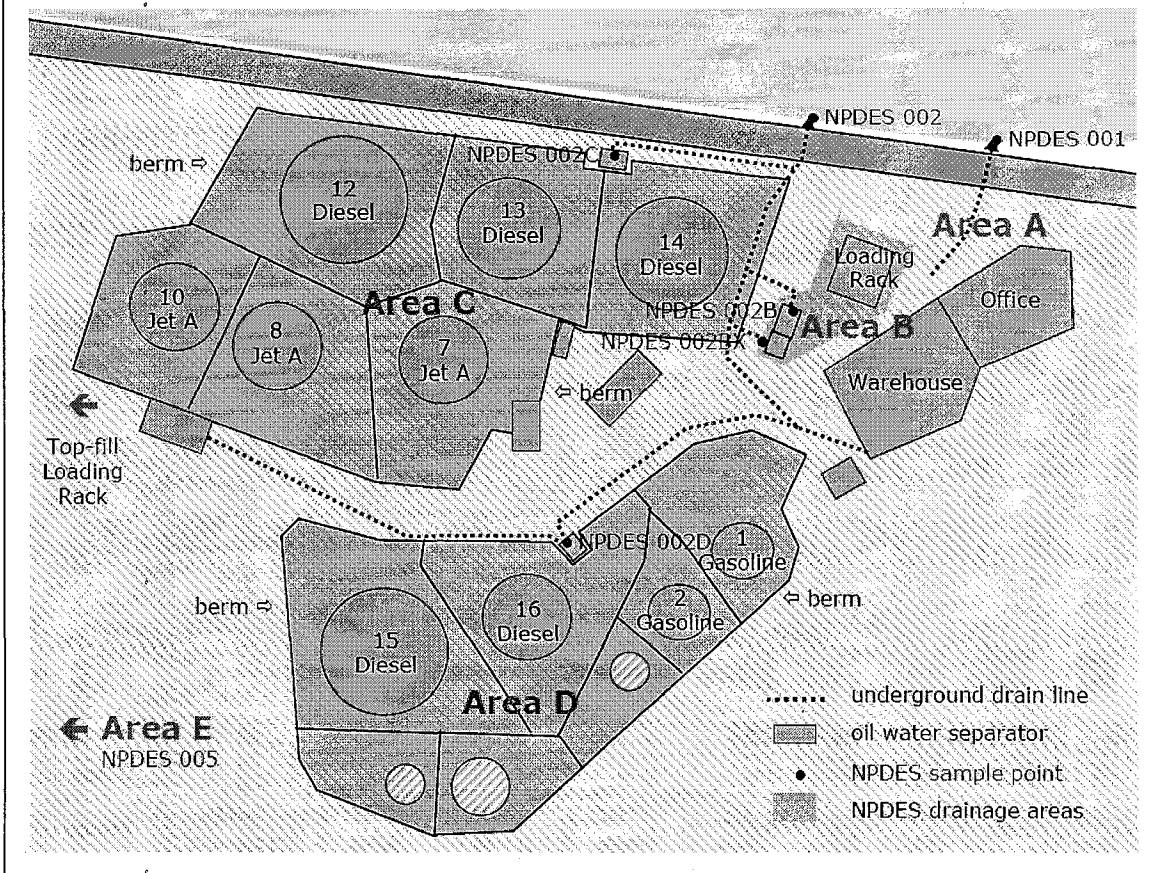 NPDES 002
NPDES 001
berm ⇨
NPDES 002C
12
Diesel
13
Diesel
14
Diesel
Area A
Loading
Rack
Office
10
Jet A
8
Jet A
Area C
7
Jet A
NPDES 002B
NPDES 002BX
Area B
Warehouse
⇦ berm
Top-fill
Loading
Rack
NPDES 002D
1
Gasoline
2
Gasoline
⇦ berm
berm ⇨
15
Diesel
16
Diesel
Area D
Area E
NPDES 005
underground drain line
oil water separator
NPDES sample point
NPDES drainage areas